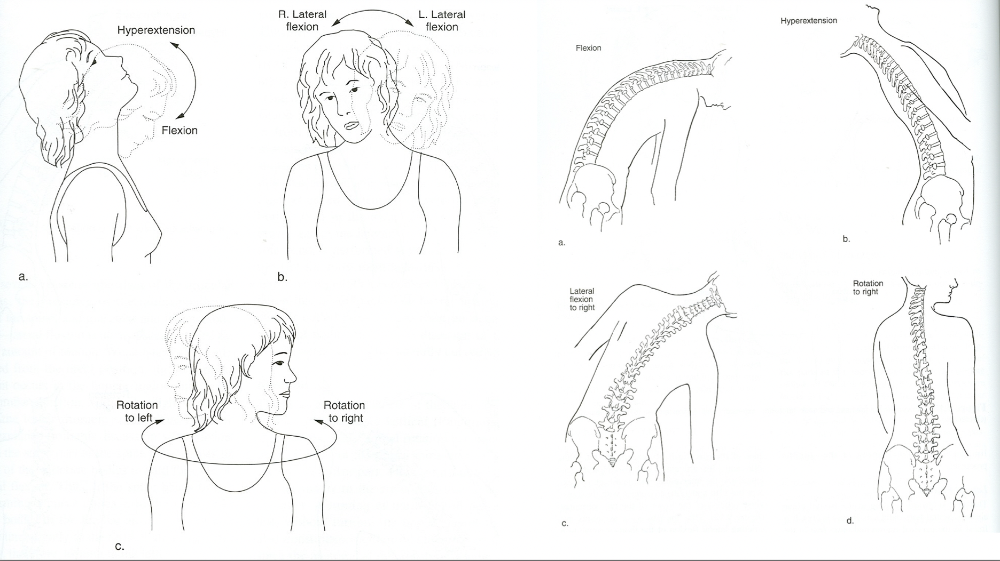 Hyperextension
Flexion
a.
R. Lateral
flexion
L. Lateral
flexion
b.
Rotation
to left
Rotation
to right
c.
Flexion
a.
Hyperextension
b.
Lateral
flexion
to right
c.
Rotation
to right
d.